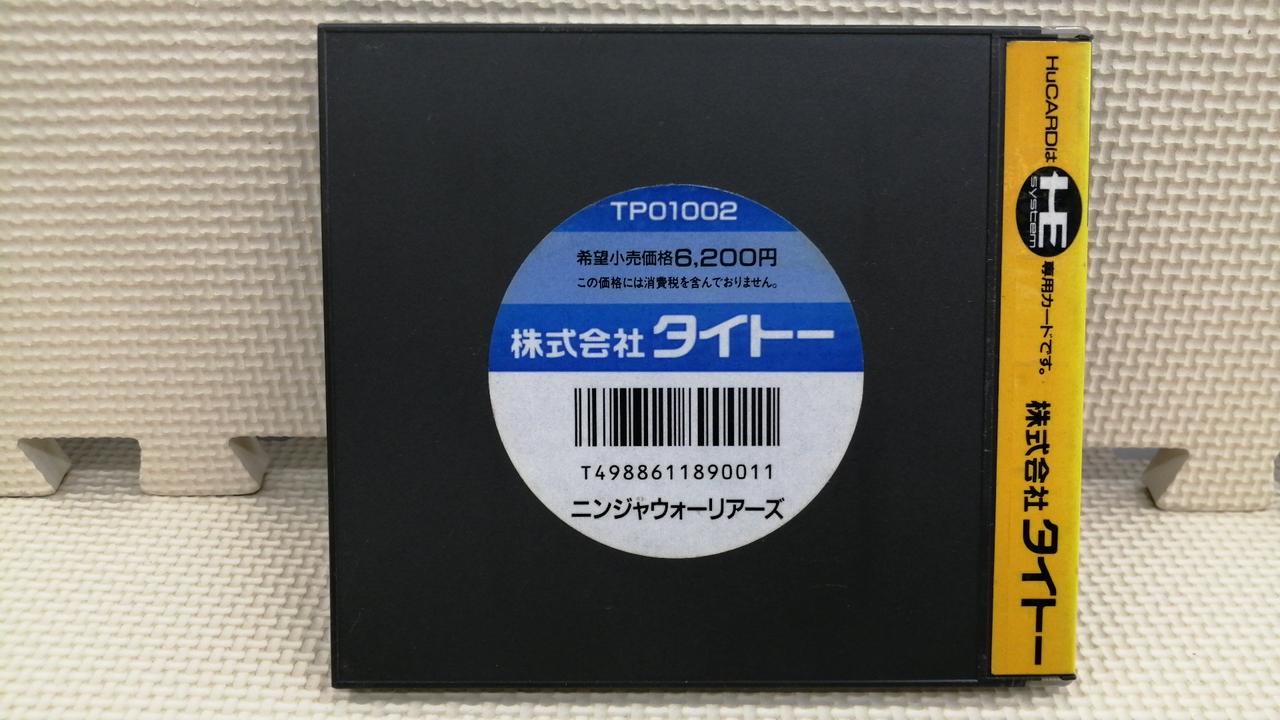 TP01002
希望小売価格6,200円
この価格には消費税を含んでおりません。
株式会社 タイトー
T4988611890011
ニンジャウォーリアーズ
HuCARDは HE system 専用カードです。 株式会社 タイトー